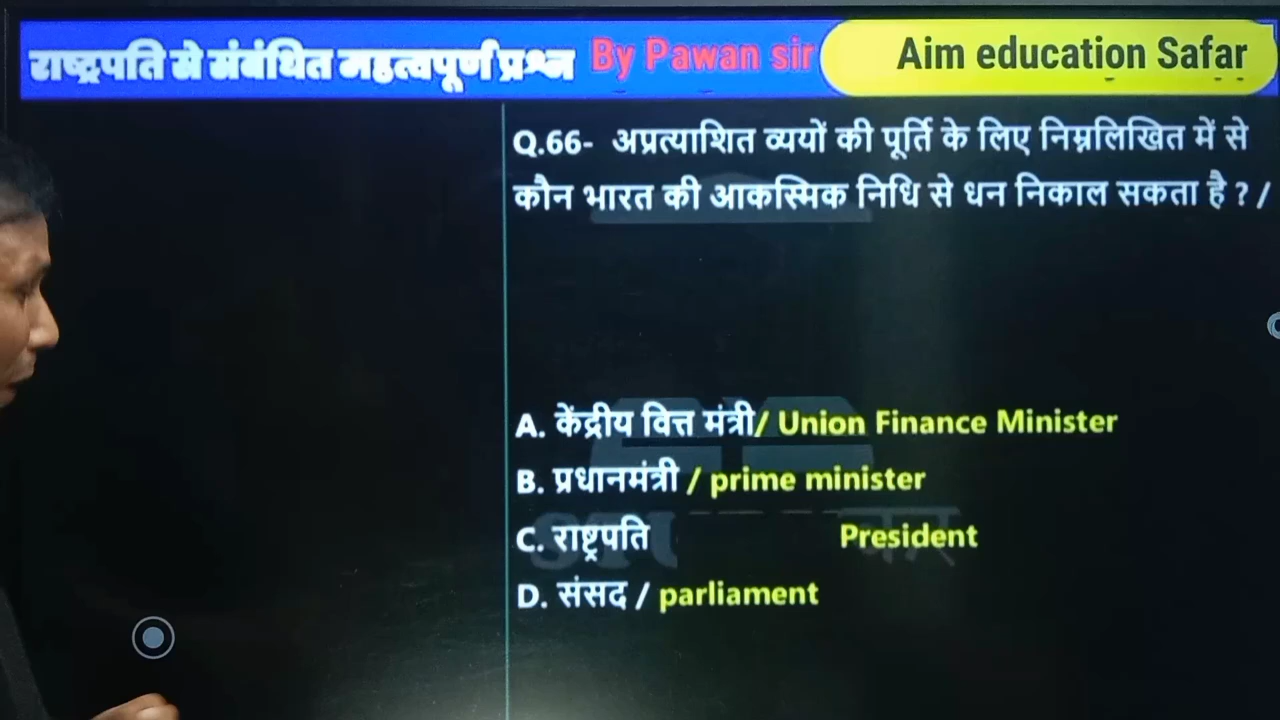 राष्ट्रपति से संबंधित महत्वपूर्ण प्रश्न By Pawan sir Aim education Safar
Q.66- अप्रत्याशित व्ययों की पूर्ति के लिए निम्नलिखित में से
कौन भारत की आकस्मिक निधि से धन निकाल सकता है ? /
A. केंद्रीय वित्त मंत्री/ Union Finance Minister
B. प्रधानमंत्री / prime minister
C. राष्ट्रपति President
D. संसद / parliament